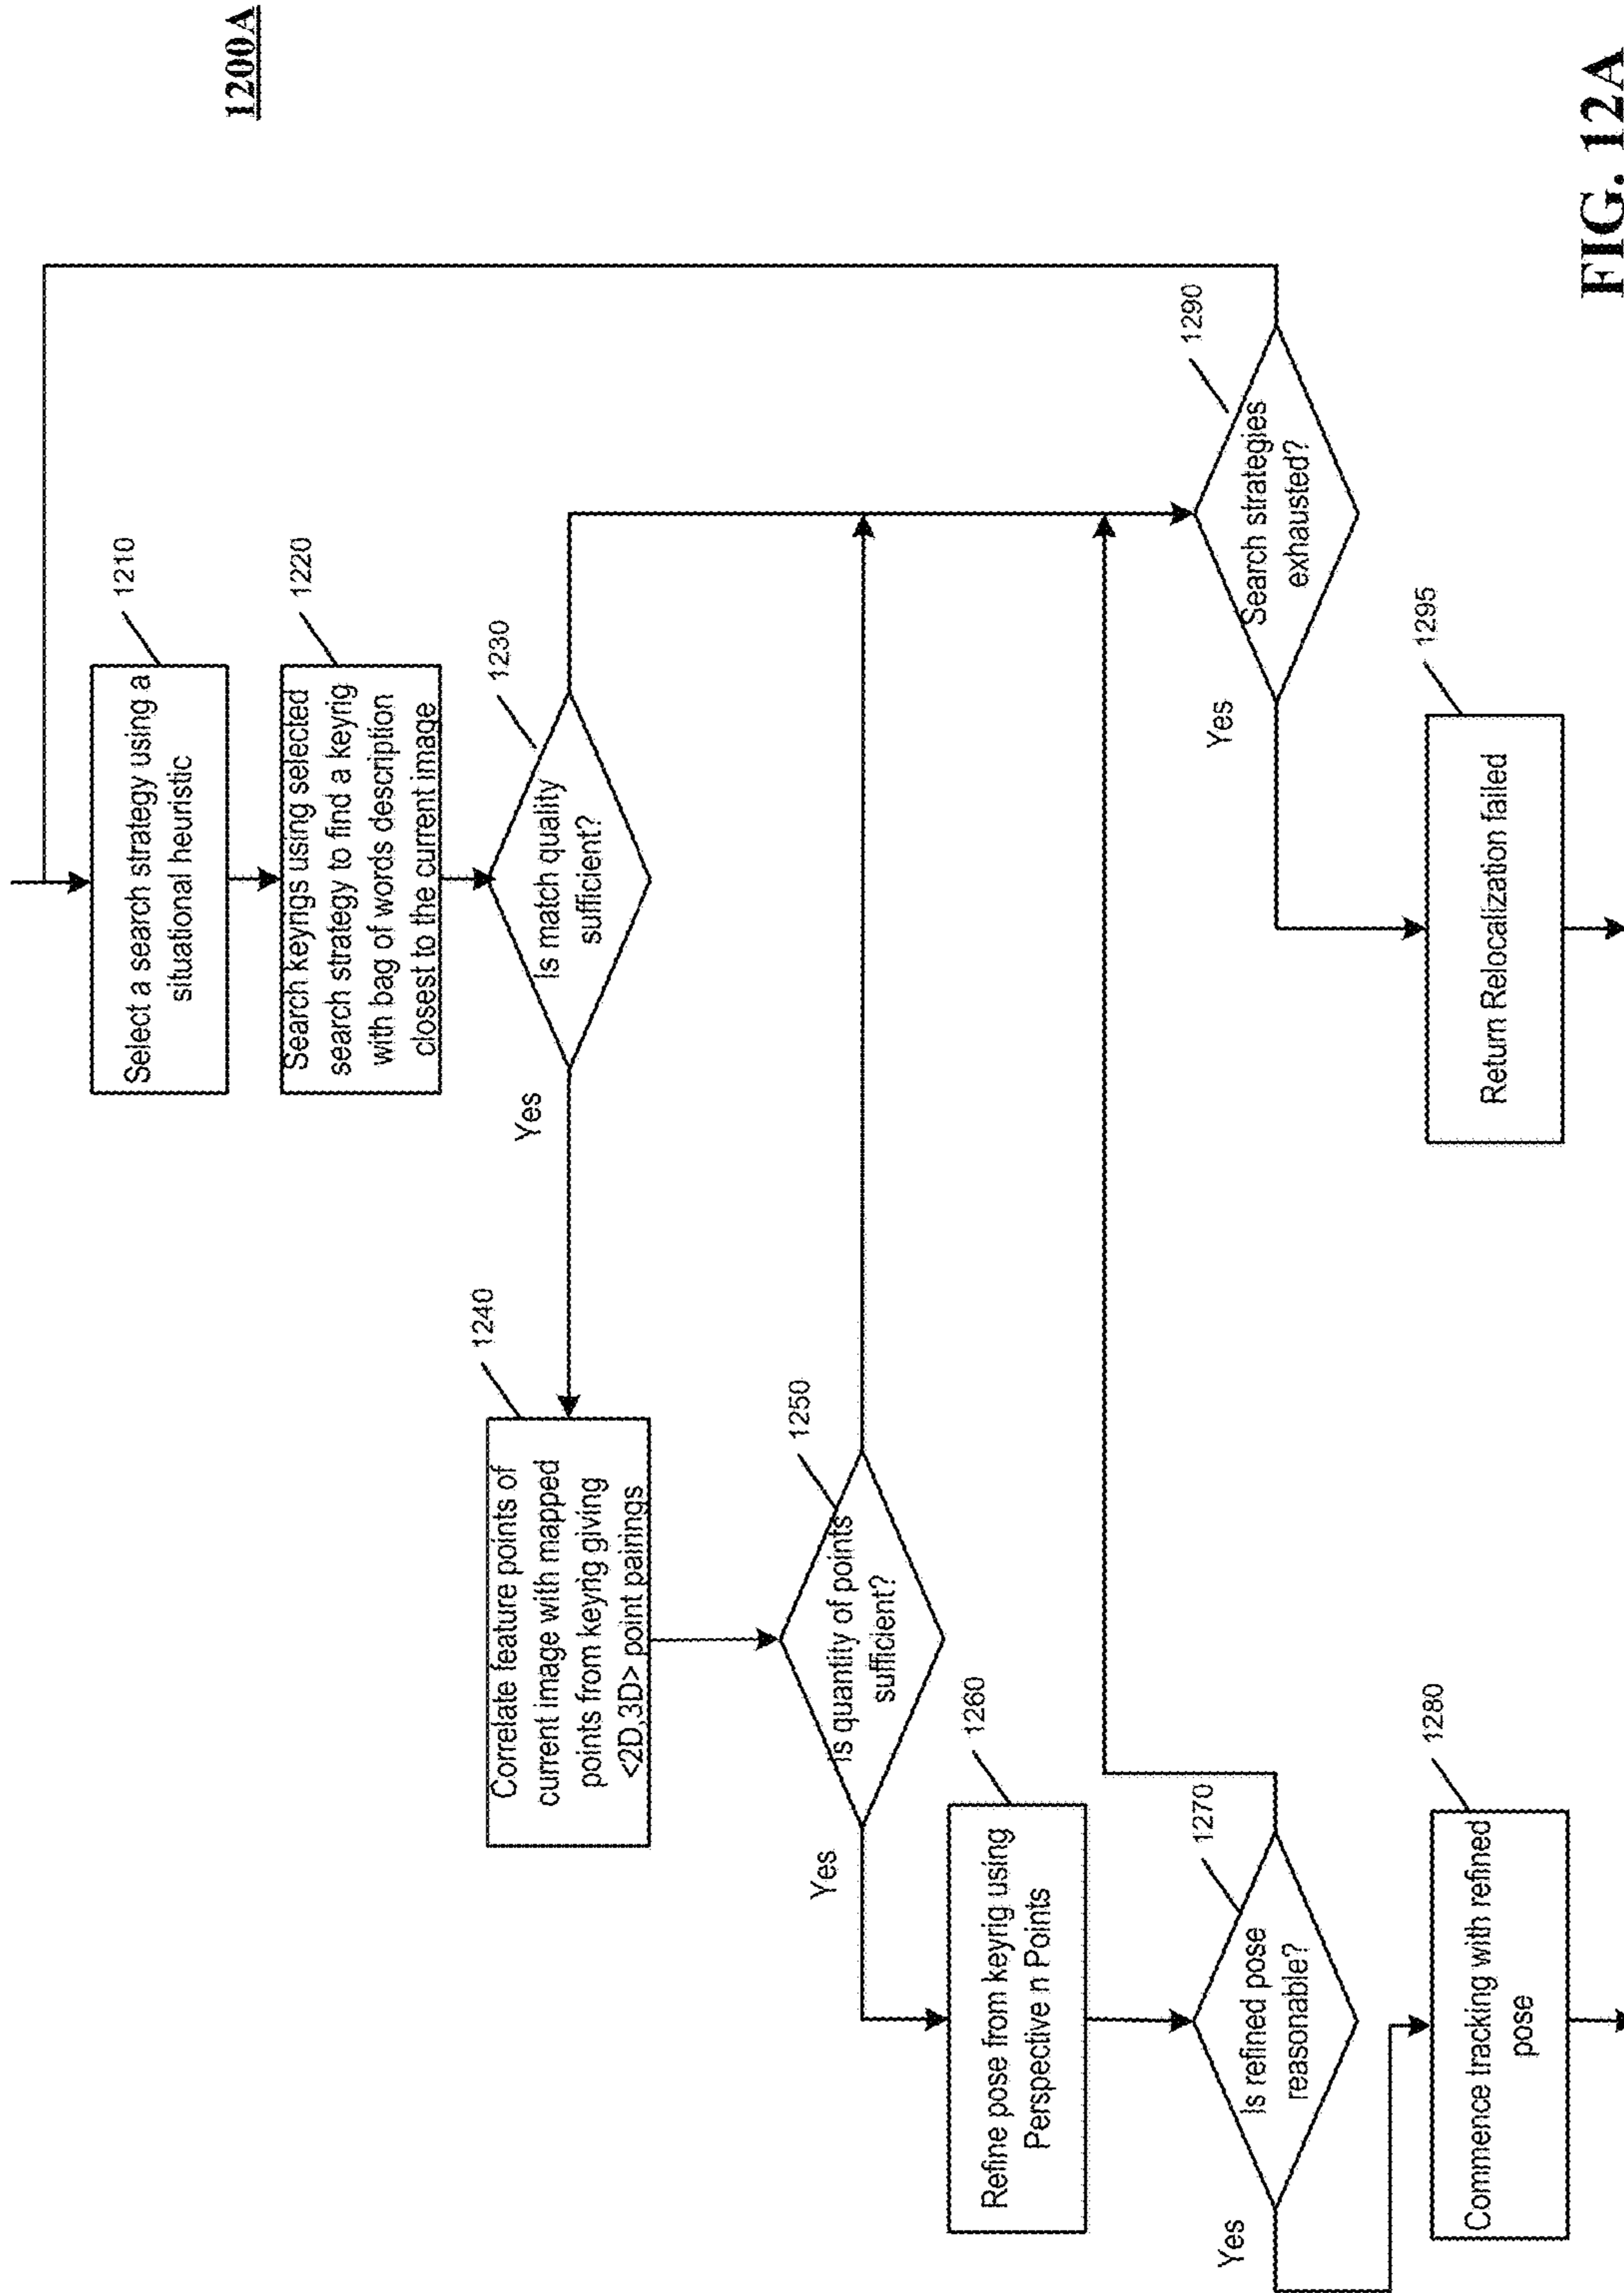 1200A
1210
Select a search strategy using a
situational heuristic
1220
Search keyrigs using selected
search strategy to find a keyrig
with bag of words description
closest to the current image
1230
Is match quality
sufficient?
Yes
1240
Correlate feature points of
current image with mapped
points from keyrig giving
<2D,3D> point pairings
1250
Is quantity of points
sufficient?
Yes
1260
Refine pose from keyrig using
Perspective n Points
1270
Is refined pose
reasonable?
Yes
1280
Commence tracking with refined
pose
1290
Search strategies
exhausted?
Yes
1295
Return Relocalization failed
FIG. 12A